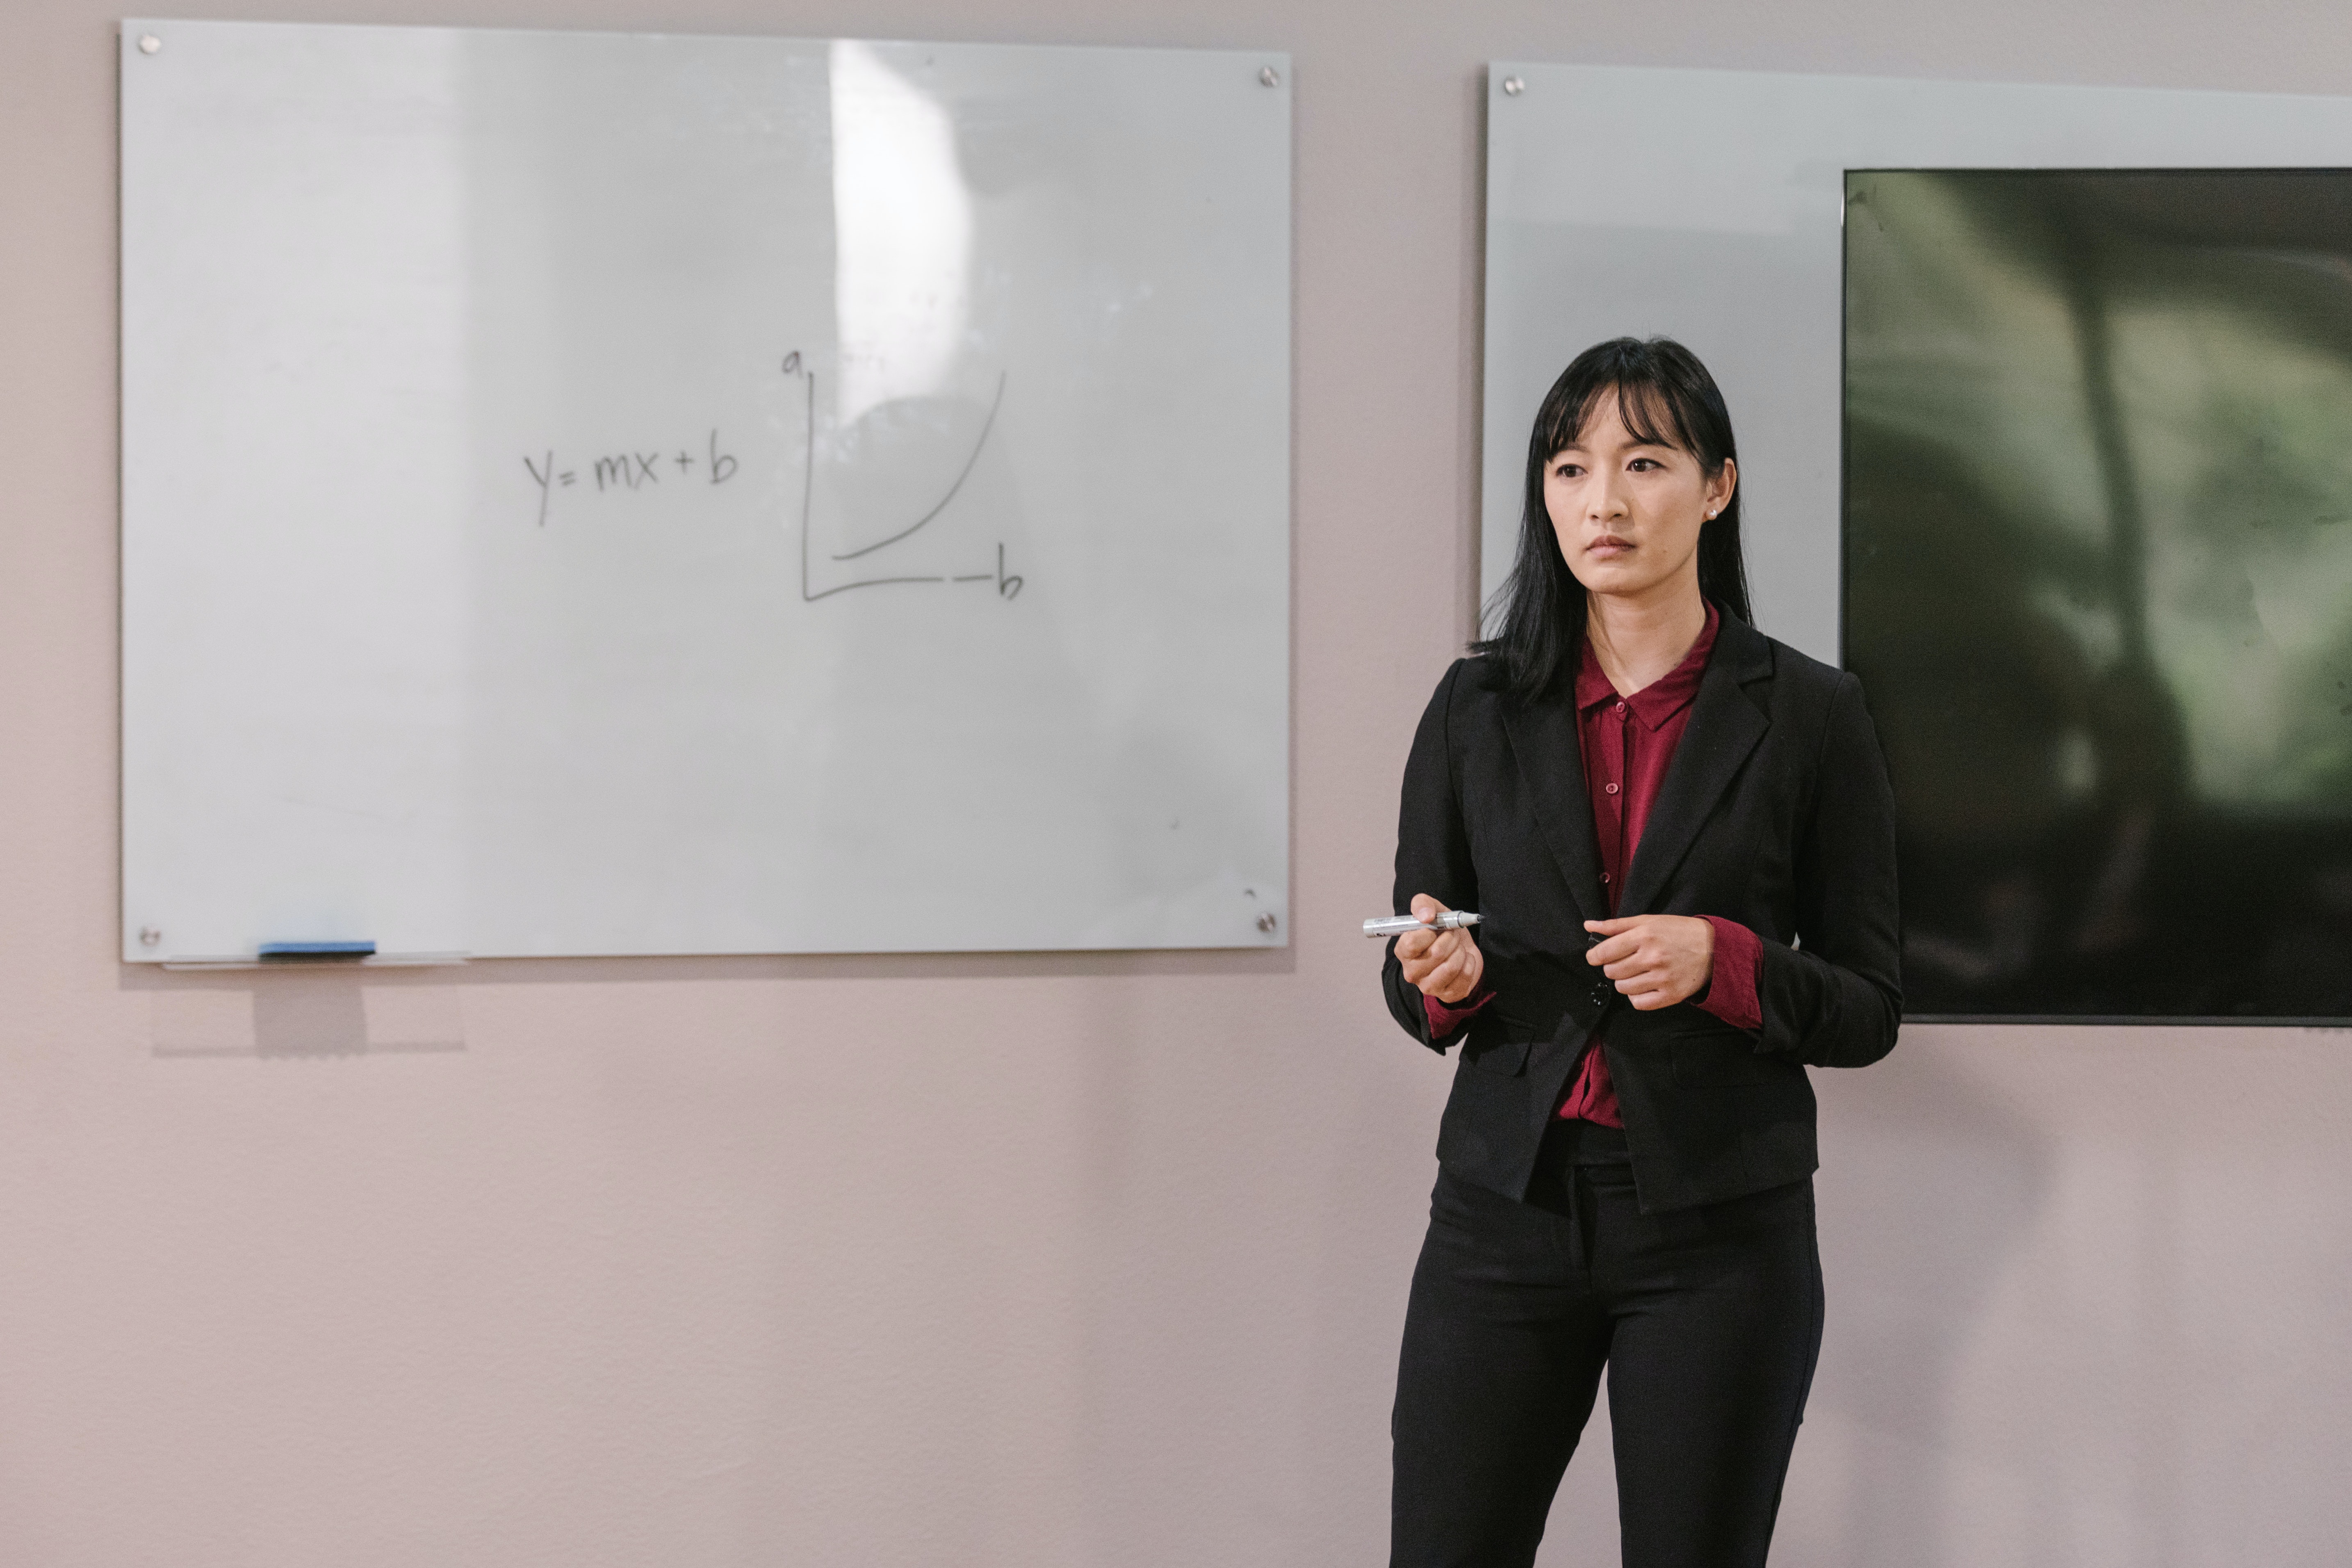 a
y = mx + b
b